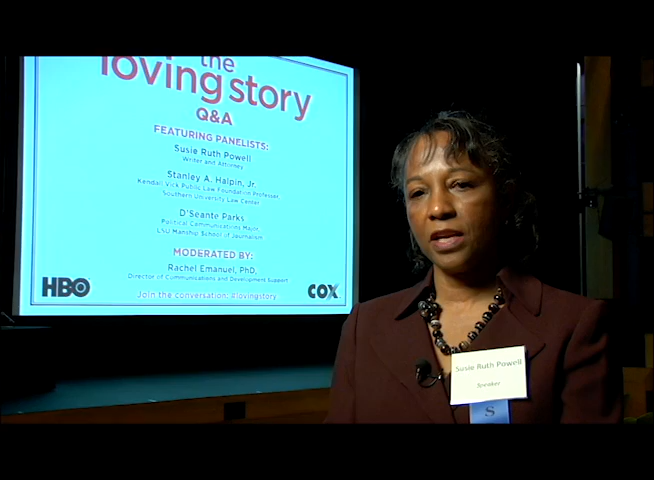 the
loving story
Q&A
FEATURING PANELISTS:
Susie Ruth Powell
Writer and Attorney
Stanley A. Halpin, Jr.
Kendall Vick Public Law Foundation Professor,
Southern University Law Center
D'Seante Parks
Political Communications Major,
LSU Manship School of Journalism
MODERATED BY:
Rachel Emanuel, PhD,
Director of Communications and Development Support
HBO COX
Join the conversation: #lovingstory
Susie Ruth Powell
Speaker
S